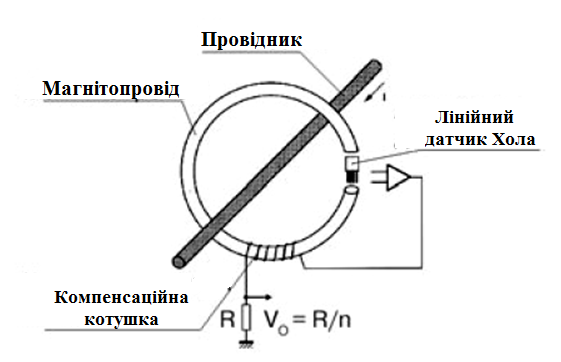 Провідник
Магнітопровід
Лінійний
датчик Хола
Компенсаційна
котушка
R
V₀ = R/n